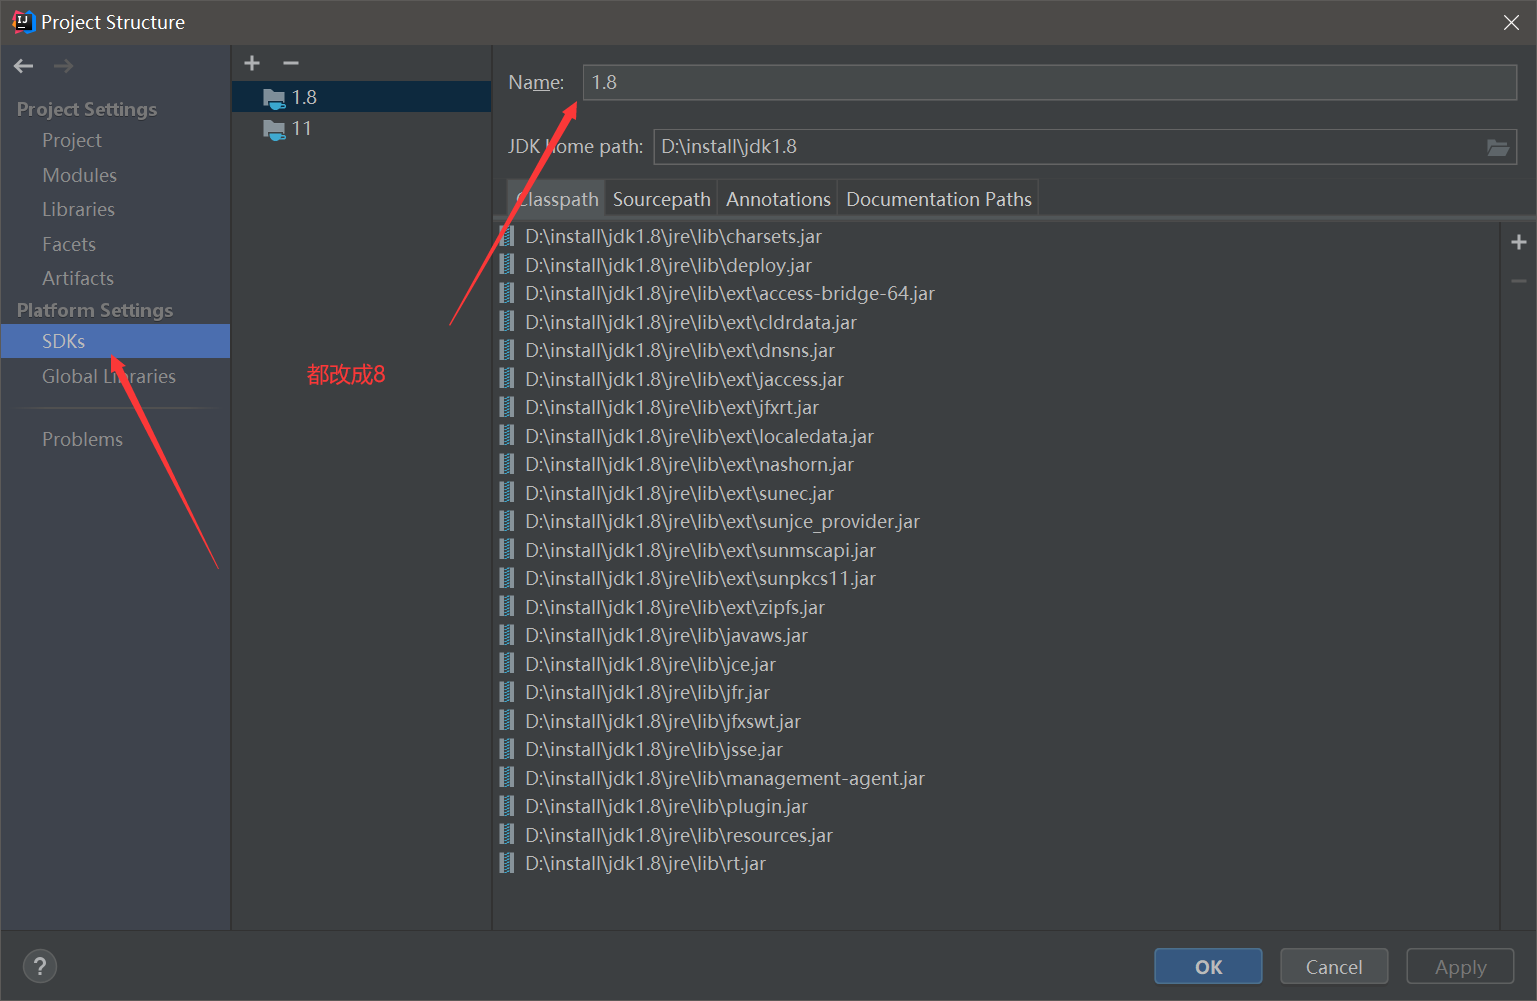 Project Structure
Project Settings
Project
Modules
Libraries
Facets
Artifacts
Platform Settings
SDKs
Global Libraries
Problems
1.8
11
都改成8
Name: 1.8
JDK home path: D:\install\jdk1.8
Classpath Sourcepath Annotations Documentation Paths
D:\install\jdk1.8\jre\lib\charsets.jar
D:\install\jdk1.8\jre\lib\deploy.jar
D:\install\jdk1.8\jre\lib\ext\access-bridge-64.jar
D:\install\jdk1.8\jre\lib\ext\cldrdata.jar
D:\install\jdk1.8\jre\lib\ext\dnsns.jar
D:\install\jdk1.8\jre\lib\ext\jaccess.jar
D:\install\jdk1.8\jre\lib\ext\jfxrt.jar
D:\install\jdk1.8\jre\lib\ext\localedata.jar
D:\install\jdk1.8\jre\lib\ext\nashorn.jar
D:\install\jdk1.8\jre\lib\ext\sunec.jar
D:\install\jdk1.8\jre\lib\ext\sunjce_provider.jar
D:\install\jdk1.8\jre\lib\ext\sunmscapi.jar
D:\install\jdk1.8\jre\lib\ext\sunpkcs11.jar
D:\install\jdk1.8\jre\lib\ext\zipfs.jar
D:\install\jdk1.8\jre\lib\javaws.jar
D:\install\jdk1.8\jre\lib\jce.jar
D:\install\jdk1.8\jre\lib\jfr.jar
D:\install\jdk1.8\jre\lib\jfxswt.jar
D:\install\jdk1.8\jre\lib\jsse.jar
D:\install\jdk1.8\jre\lib\management-agent.jar
D:\install\jdk1.8\jre\lib\plugin.jar
D:\install\jdk1.8\jre\lib\resources.jar
D:\install\jdk1.8\jre\lib\rt.jar
? OK Cancel Apply